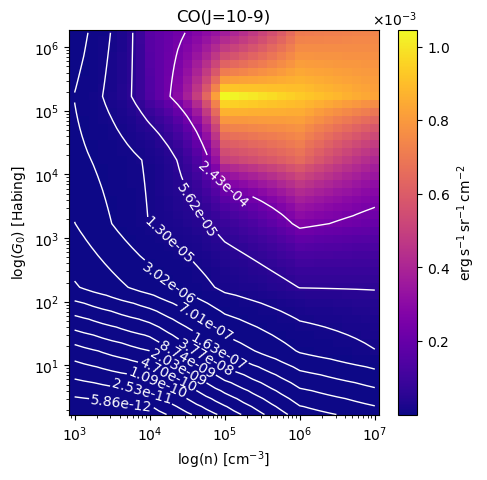 CO(J=10-9)
×10⁻³
10⁶
10⁵
10⁴
10³
10²
10¹
log(G₀) [Habing]
2.43e-04
5.62e-05
1.30e-05
3.02e-06
7.01e-07
1.63e-07
3.77e-08
8.74e-09
2.03e-09
4.70e-10
1.09e-10
2.53e-11
5.86e-12
10³
10⁴
10⁵
10⁶
10⁷
log(n) [cm⁻³]
1.0
0.8
0.6
0.4
0.2
erg s⁻¹ sr⁻¹ cm⁻²